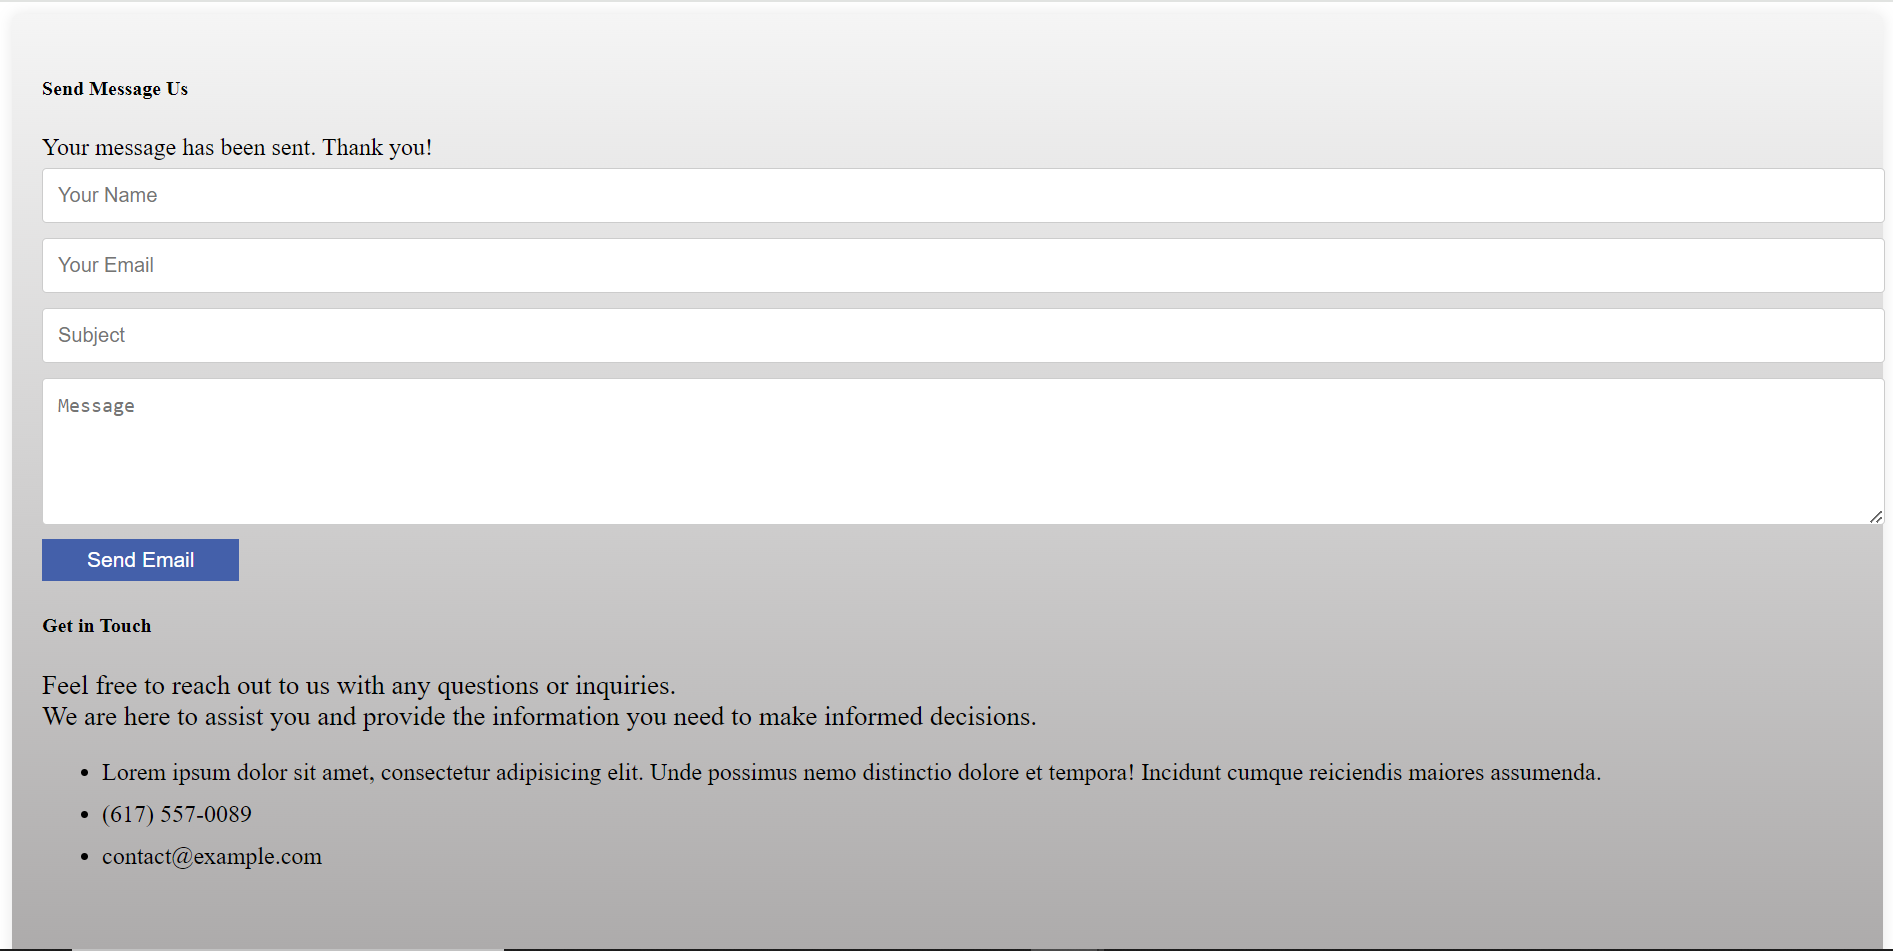 Send Message Us
Your message has been sent. Thank you!
Your Name
Your Email
Subject
Message
Send Email
Get in Touch
Feel free to reach out to us with any questions or inquiries.
We are here to assist you and provide the information you need to make informed decisions.
Lorem ipsum dolor sit amet, consectetur adipisicing elit. Unde possimus nemo distinctio dolore et tempora! Incidunt cumque reiciendis maiores assumenda.
(617) 557-0089
contact@example.com